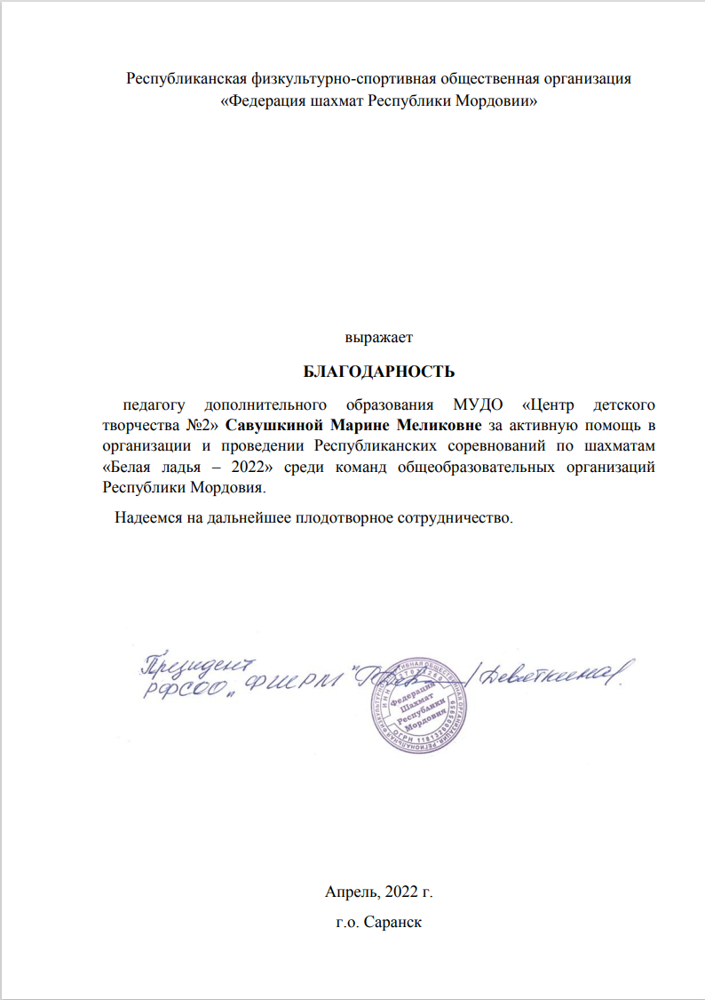 Республиканская физкультурно-спортивная общественная организация
«Федерация шахмат Республики Мордовии»
выражает
БЛАГОДАРНОСТЬ
педагогу дополнительного образования МУДО «Центр детского
творчества №2» Савушкиной Марине Меликовне за активную помощь в
организации и проведении Республиканских соревнований по шахматам
«Белая ладья – 2022» среди команд общеобразовательных организаций
Республики Мордовия.
Надеемся на дальнейшее плодотворное сотрудничество.
Президент
РФСОО „ФШРМ" / Девяткина /
Федерация
Шахмат
Республики
Мордовия
Апрель, 2022 г.
г.о. Саранск